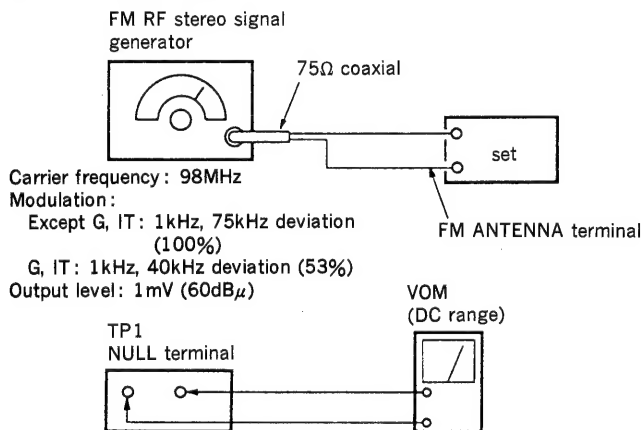 FM RF stereo signal
generator
75Ω coaxial
set
Carrier frequency: 98MHz
Modulation:
Except G, IT: 1kHz, 75kHz deviation
(100%)
G, IT: 1kHz, 40kHz deviation (53%)
Output level: 1mV (60dBμ)
FM ANTENNA terminal
TP1
NULL terminal
VOM
(DC range)